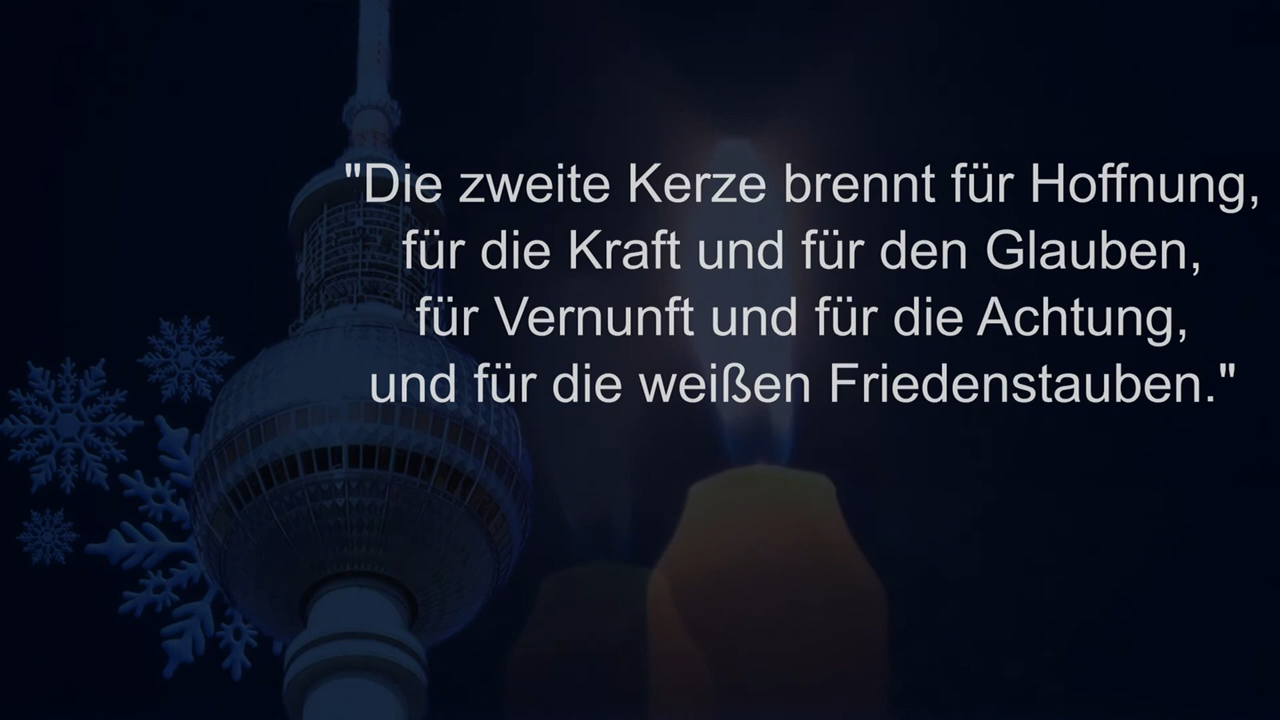 "Die zweite Kerze brennt für Hoffnung,
für die Kraft und für den Glauben,
für Vernunft und für die Achtung,
und für die weißen Friedenstauben."